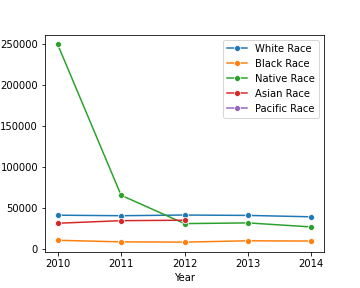 White Race
Black Race
Native Race
Asian Race
Pacific Race
250000
200000
150000
100000
50000
0
2010 2011 2012 2013 2014
Year